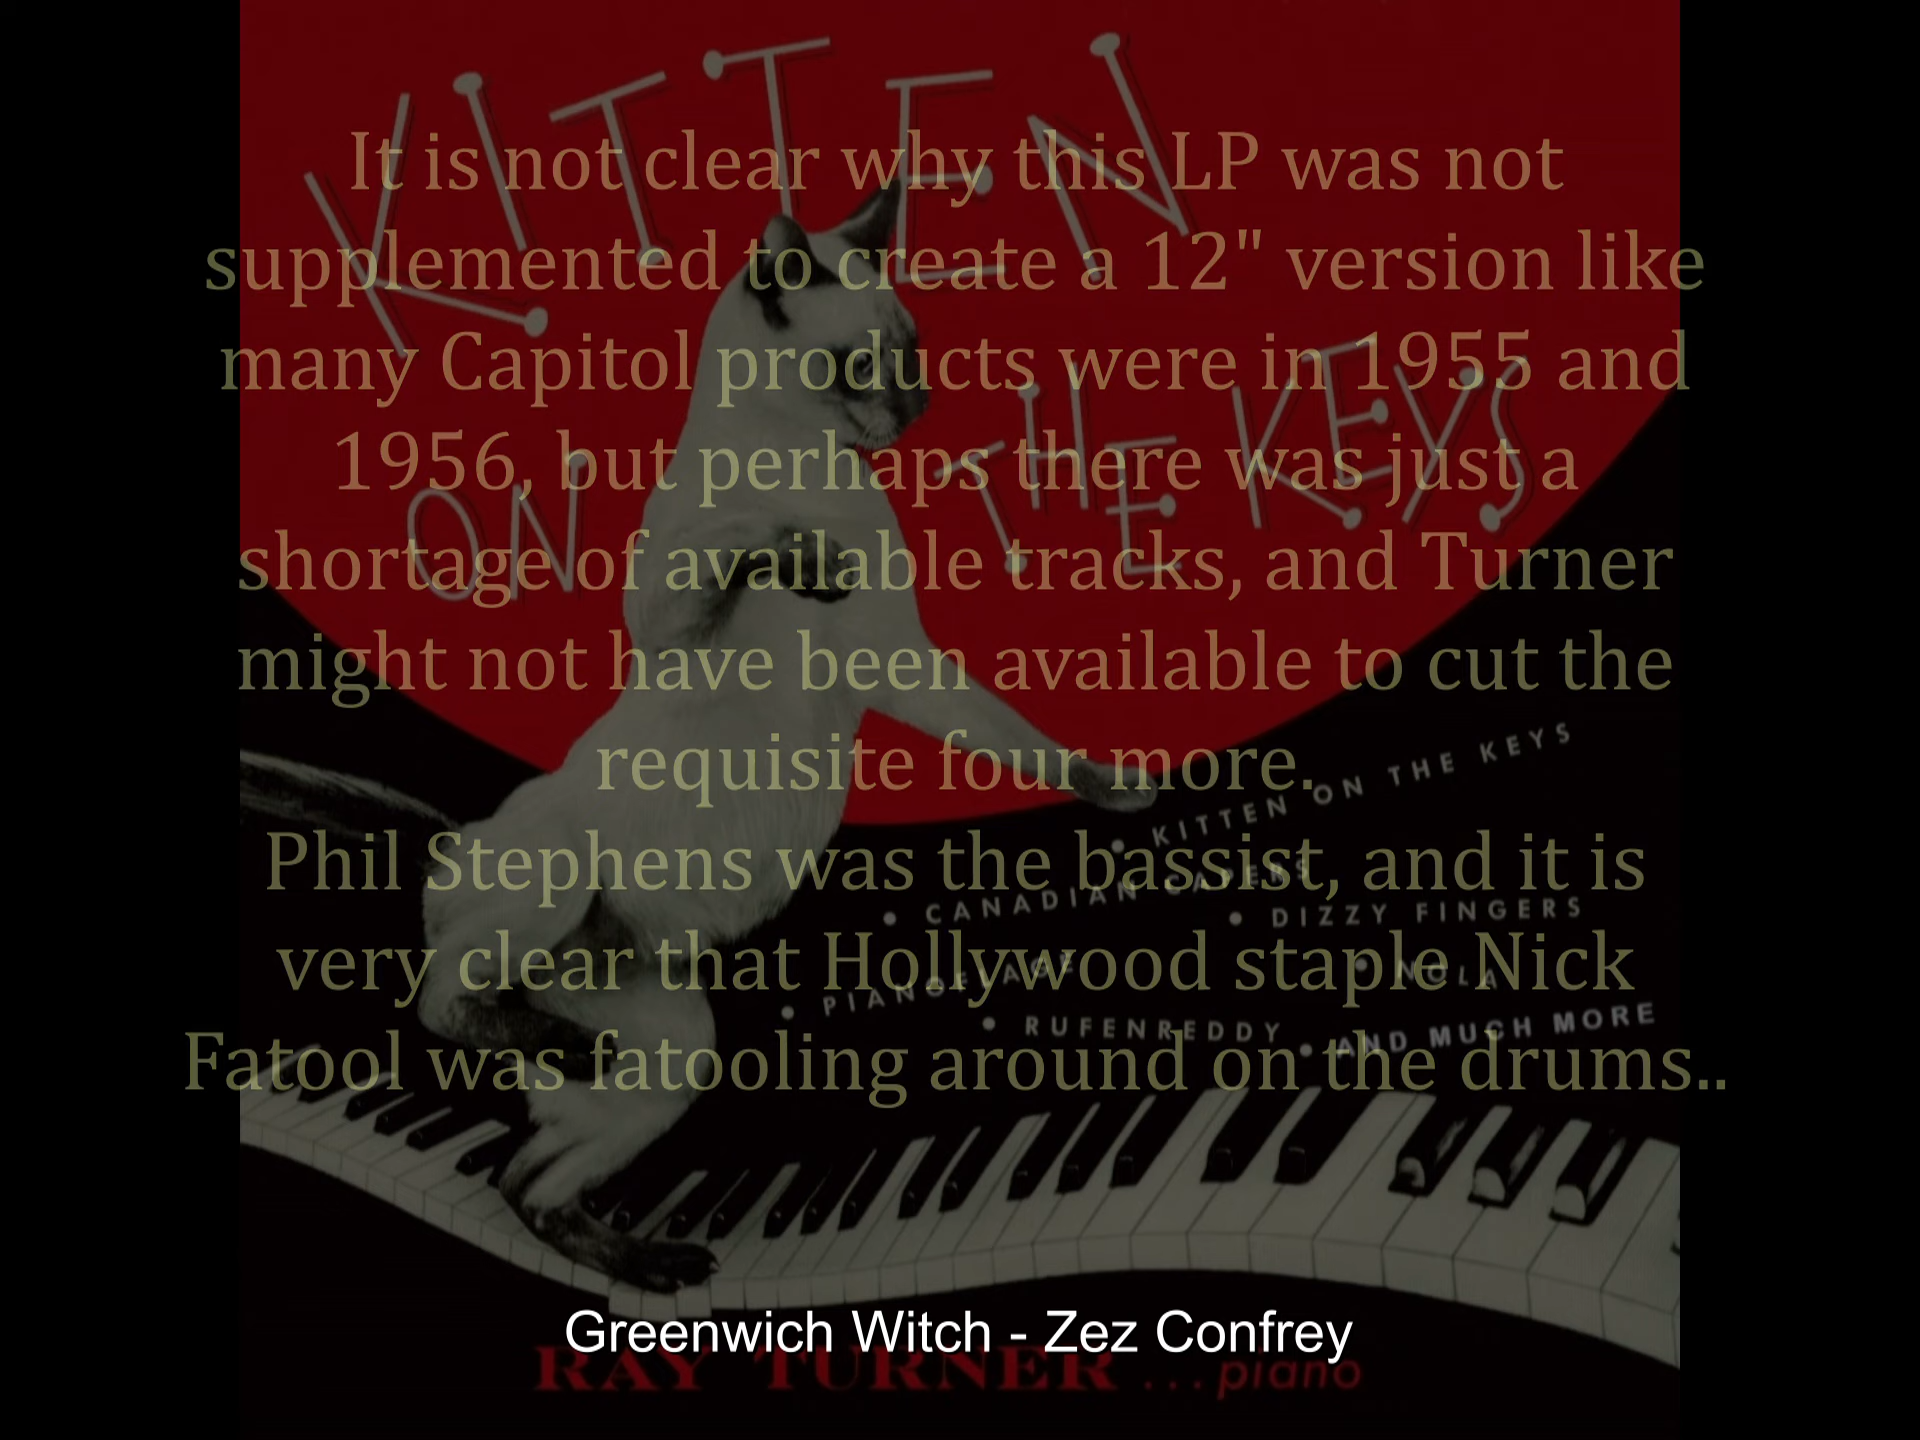 KITTEN
ON THE KEYS
It is not clear why this LP was not
supplemented to create a 12" version like
many Capitol products were in 1955 and
1956, but perhaps there was just a
shortage of available tracks, and Turner
might not have been available to cut the
requisite four more.
Phil Stephens was the bassist, and it is
very clear that Hollywood staple Nick
Fatool was fatooling around on the drums..
• KITTEN ON THE KEYS
• CANADIAN CAPERS
• DIZZY FINGERS
• PIANOFLAGE
• NOLA
• RUFENREDDY
• AND MUCH MORE
Greenwich Witch - Zez Confrey
RAY TURNER ...piano